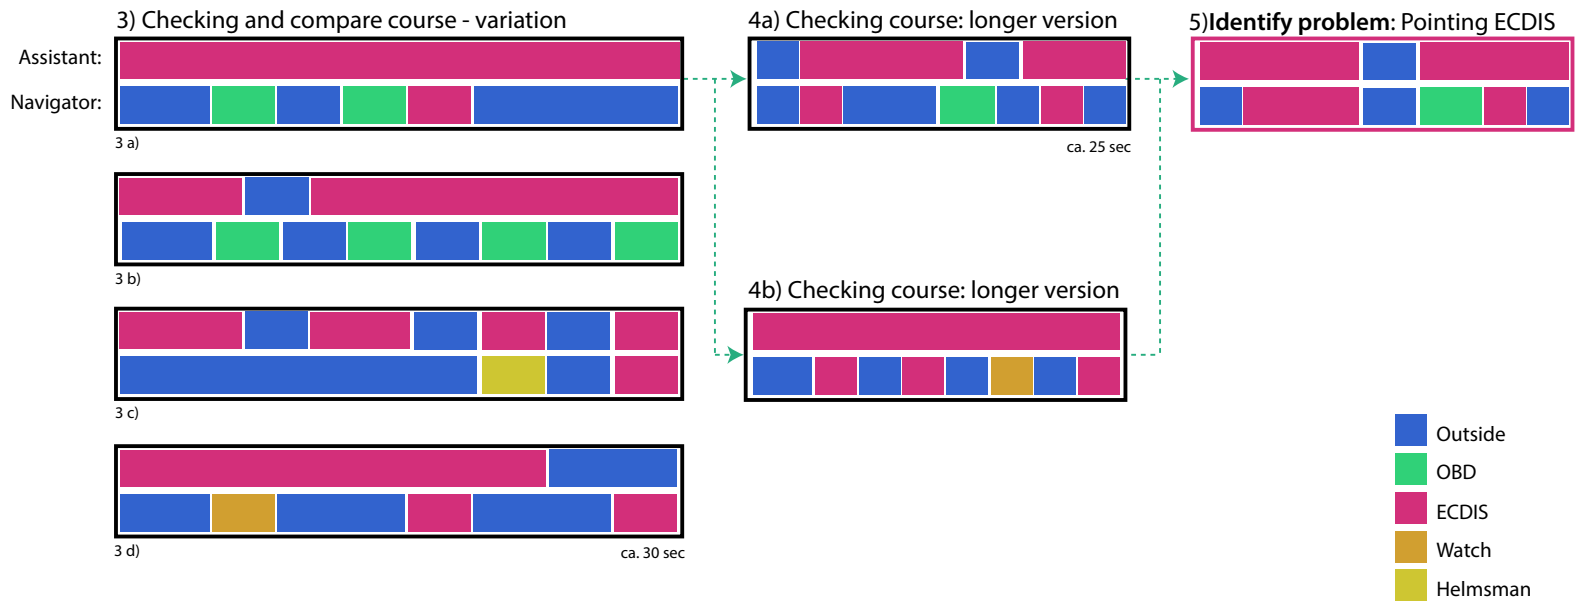 3) Checking and compare course - variation
Assistant:
Navigator:
3 a)
3 b)
3 c)
3 d)
ca. 30 sec
4a) Checking course: longer version
ca. 25 sec
4b) Checking course: longer version
5)Identify problem: Pointing ECDIS
Outside
OBD
ECDIS
Watch
Helmsman